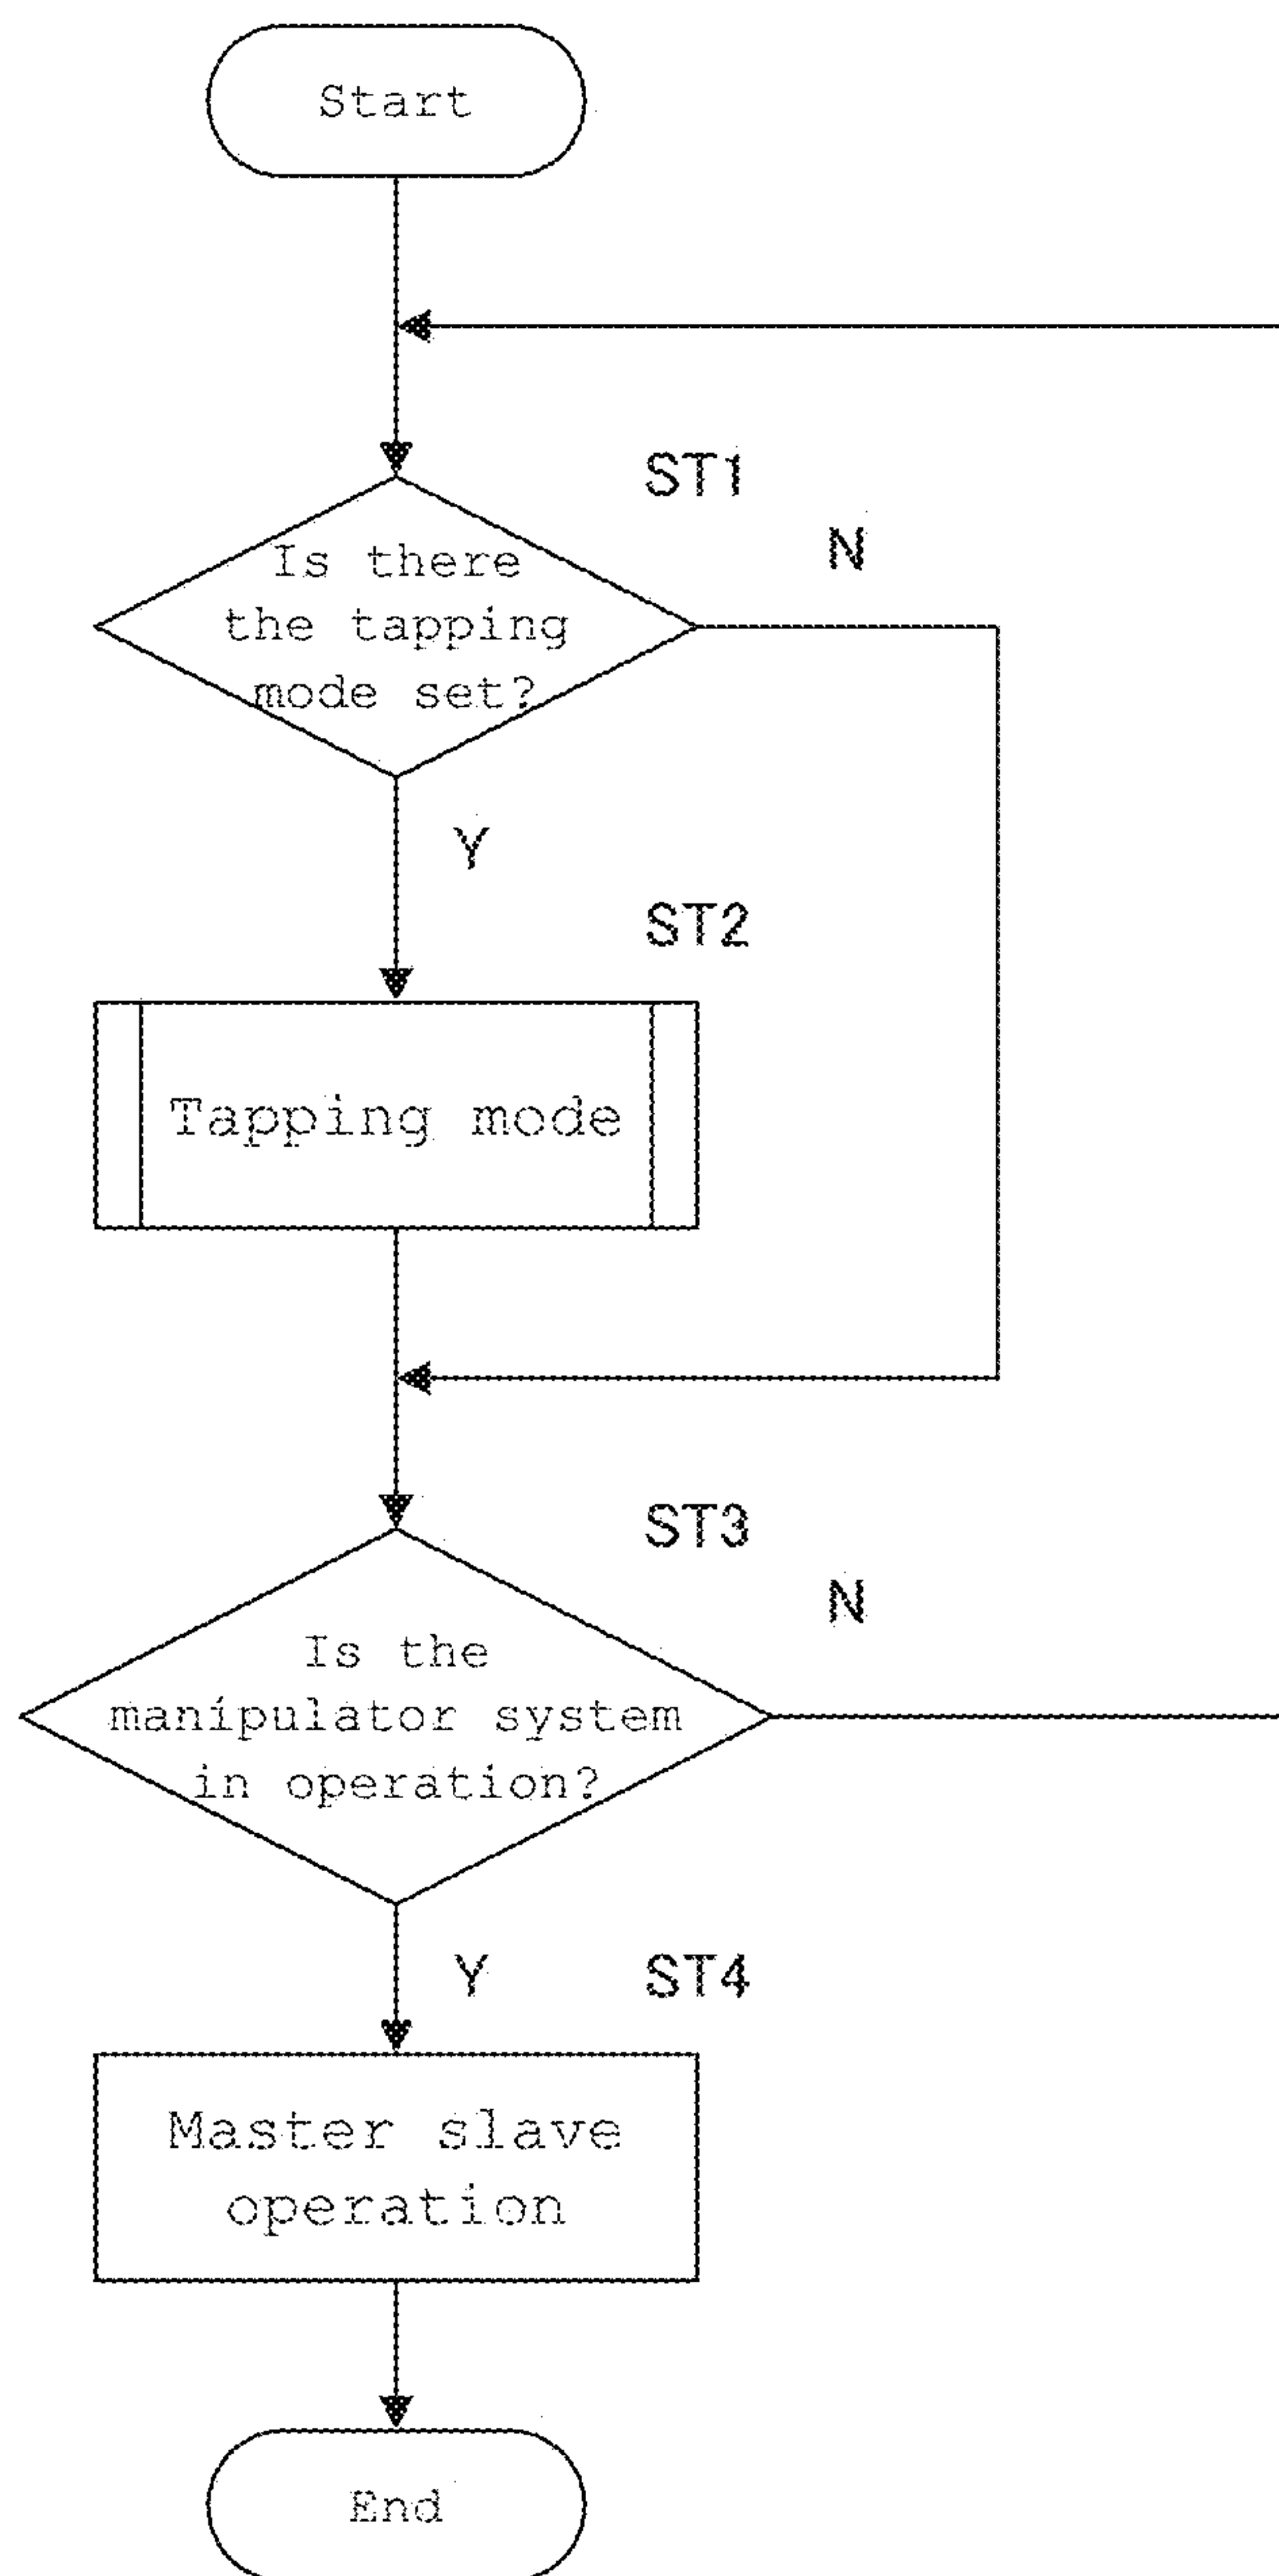 Start
ST1
N
Is there
the tapping
mode set?
Y
ST2
Tapping mode
ST3
N
Is the
manipulator system
in operation?
Y
ST4
Master slave
operation
End